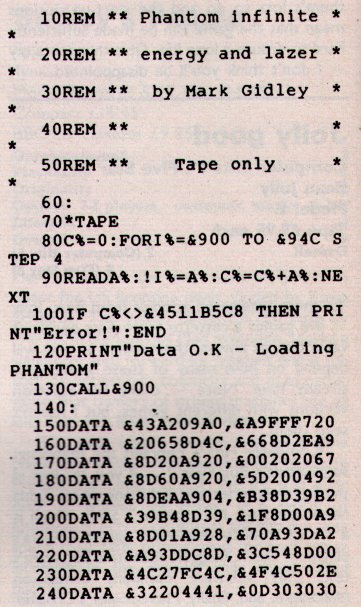 10REM ** Phantom infinite *
*
20REM ** energy and lazer *
*
30REM ** by Mark Gidley *
*
40REM ** *
*
50REM ** Tape only *
*
60:
70*TAPE
80C%=0:FORI%=&900 TO &94C S
TEP 4
90READA%:!I%=A%:C%=C%+A%:NE
XT
100IF C%<>&4511B5C8 THEN PRI
NT"Error!":END
120PRINT"Data O.K - Loading
PHANTOM"
130CALL&900
140:
150DATA &43A209A0,&A9FFF720
160DATA &20658D4C,&668D2EA9
170DATA &8D20A920,&00202067
180DATA &8D60A920,&5D200492
190DATA &8DEAA904,&B38D39B2
200DATA &39B48D39,&1F8D00A9
210DATA &8D01A928,&70A93DA2
220DATA &A93DDC8D,&3C548D00
230DATA &4C27FC4C,&4F4C502E
240DATA &32204441,&0D303030